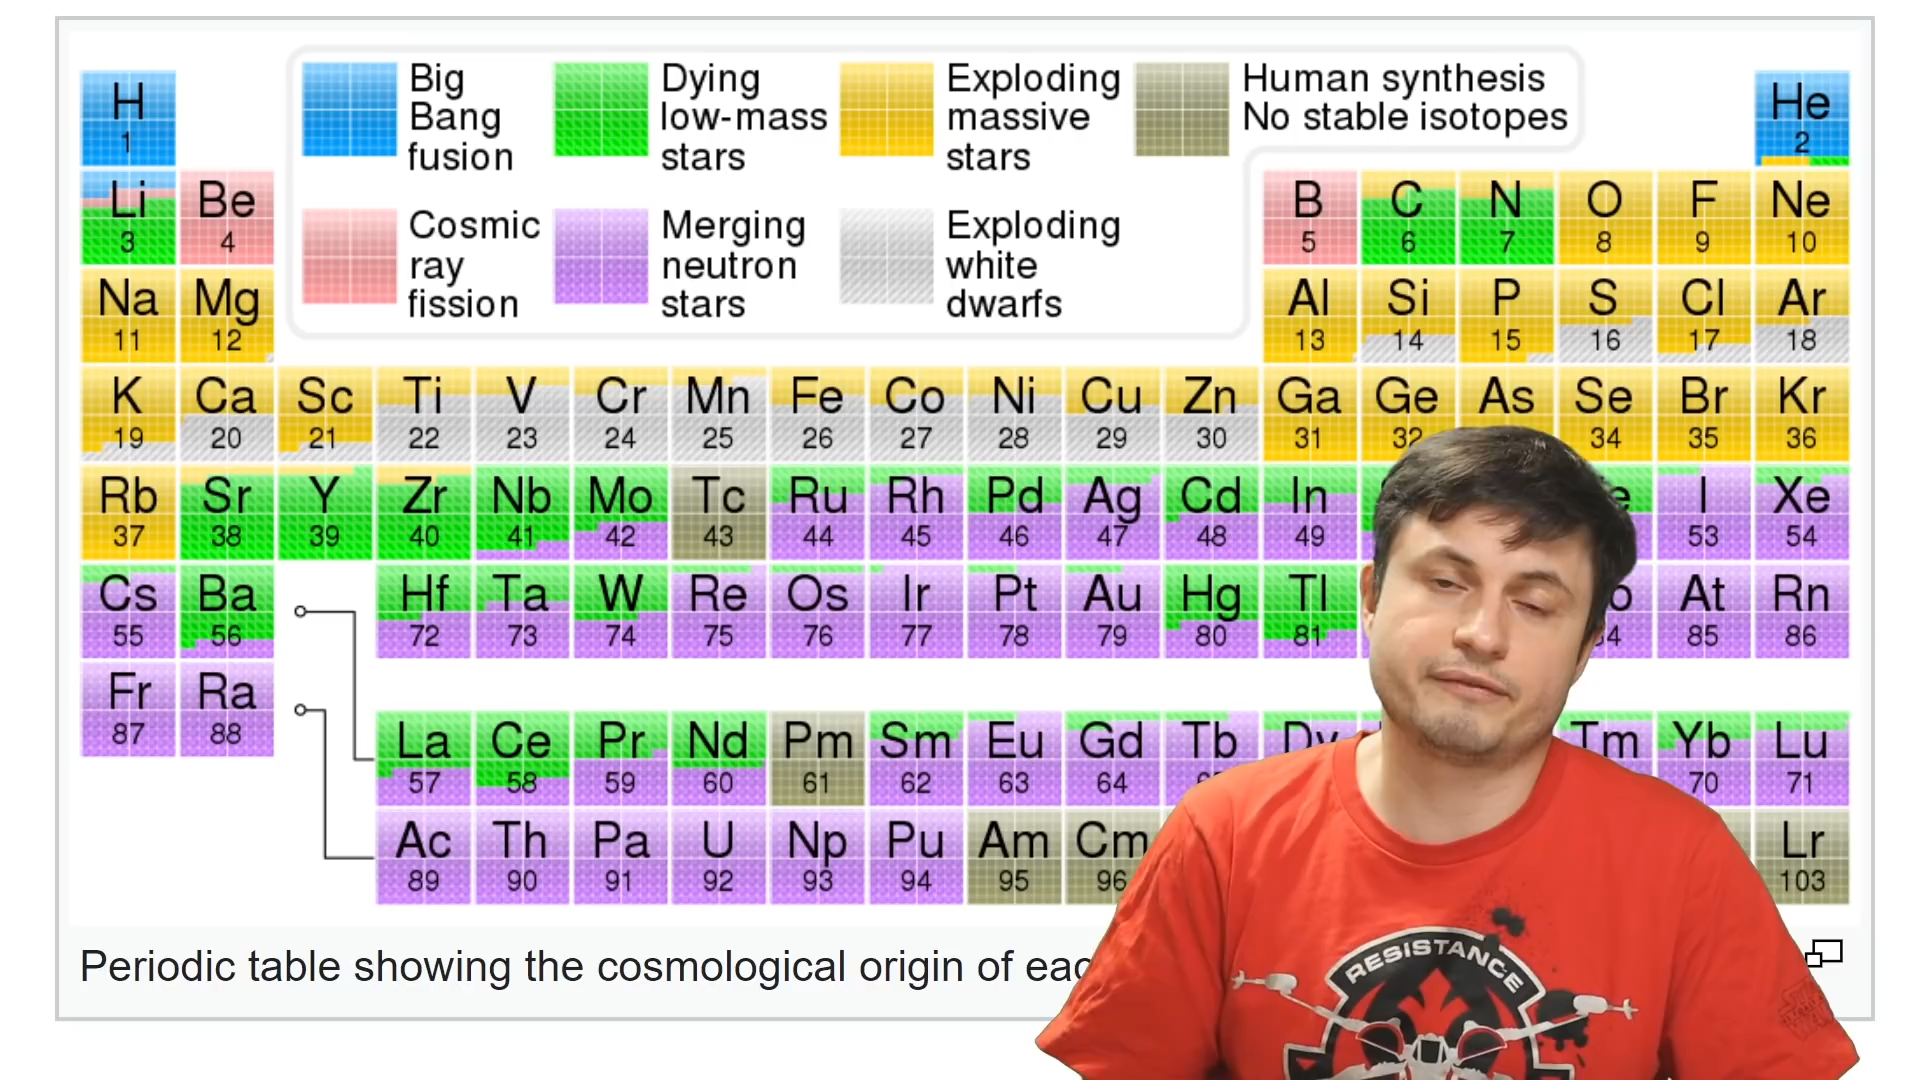 H
1
Big
Bang
fusion
Dying
low-mass
stars
Exploding
massive
stars
Human synthesis
No stable isotopes
He
2
Li
3
Be
4
Cosmic
ray
fission
Merging
neutron
stars
Exploding
white
dwarfs
B C N O F Ne
5 6 7 8 9 10
Na Mg Al Si P S Cl Ar
11 12 13 14 15 16 17 18
K Ca Sc Ti V Cr Mn Fe Co Ni Cu Zn Ga Ge As Se Br Kr
19 20 21 22 23 24 25 26 27 28 29 30 31 32 34 35 36
Rb Sr Y Zr Nb Mo Tc Ru Rh Pd Ag Cd In I Xe
37 38 39 40 41 42 43 44 45 46 47 48 49 53 54
Cs Ba Hf Ta W Re Os Ir Pt Au Hg Tl At Rn
55 56 72 73 74 75 76 77 78 79 80 81 85 86
Fr Ra
87 88
La Ce Pr Nd Pm Sm Eu Gd Tb Dy Tm Yb Lu
57 58 59 60 61 62 63 64 70 71
Ac Th Pa U Np Pu Am Cm Lr
89 90 91 92 93 94 95 96 103
Periodic table showing the cosmological origin of
RESISTANCE